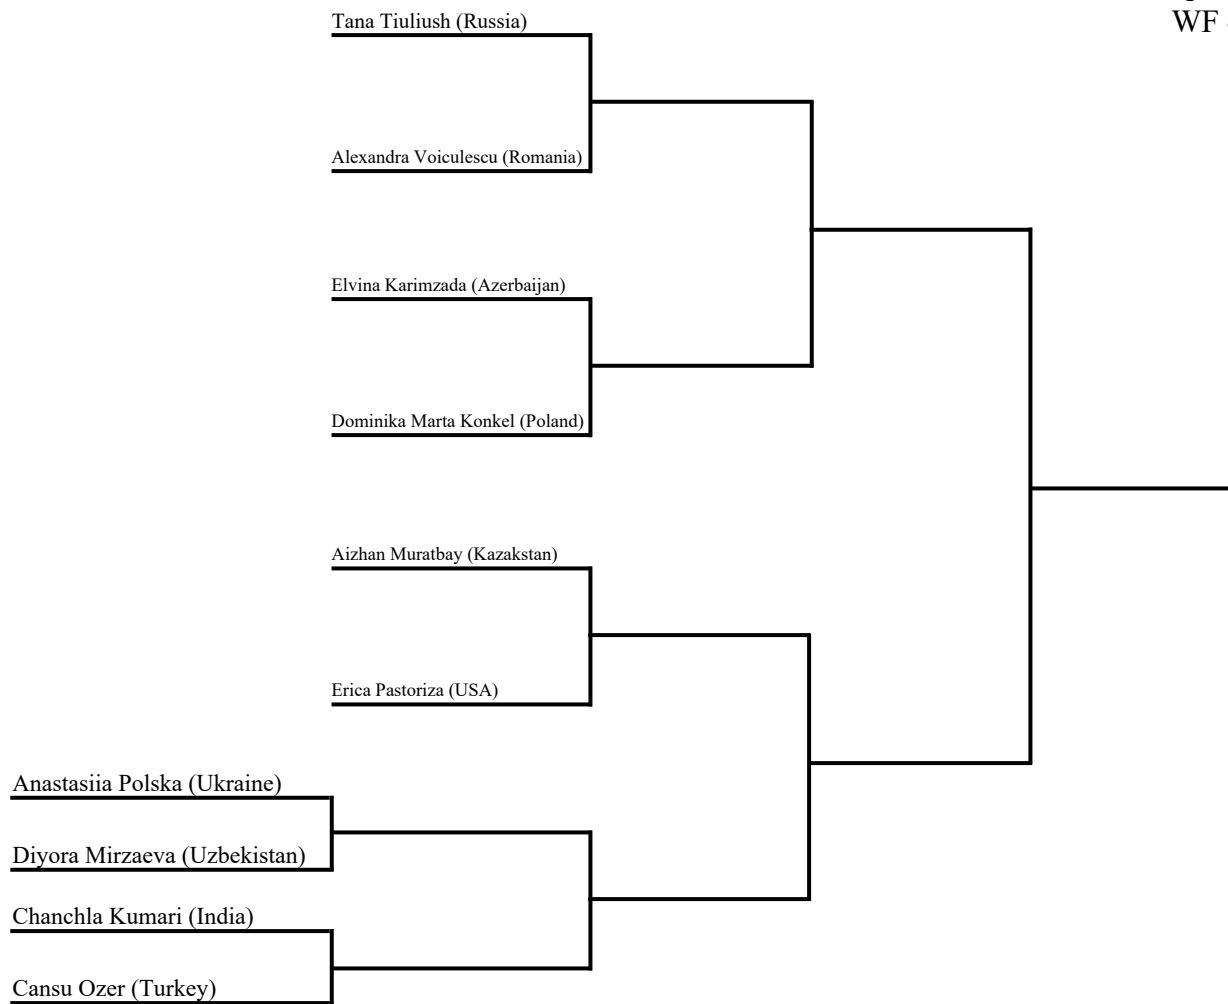 WF
Tana Tiuliush (Russia)
Alexandra Voiculescu (Romania)
Elvina Karimzada (Azerbaijan)
Dominika Marta Konkel (Poland)
Aizhan Muratbay (Kazakstan)
Erica Pastoriza (USA)
Anastasiia Polska (Ukraine)
Diyora Mirzaeva (Uzbekistan)
Chanchla Kumari (India)
Cansu Ozer (Turkey)